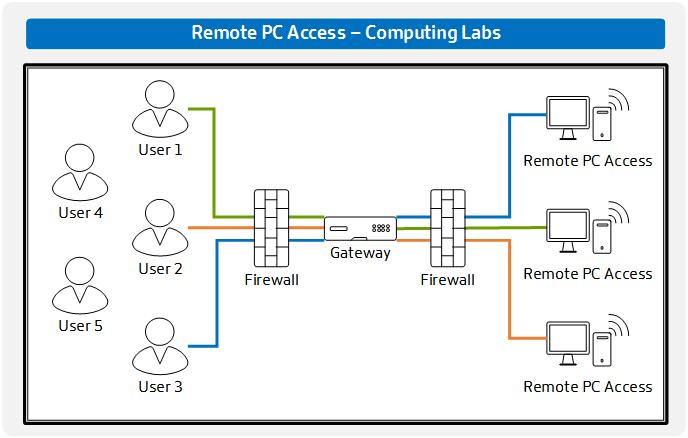 Remote PC Access – Computing Labs
User 1
Remote PC Access
User 4
User 2
Gateway
Firewall
Firewall
Remote PC Access
User 5
User 3
Remote PC Access